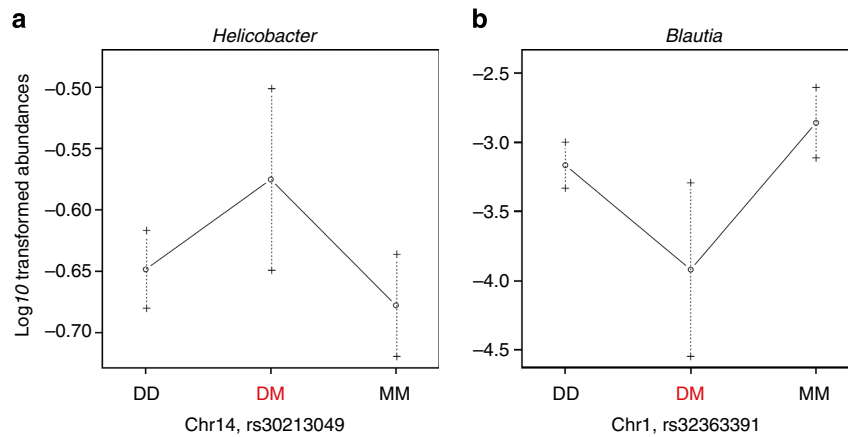 a
Helicobacter
Log10 transformed abundances
−0.50
−0.55
−0.60
−0.65
−0.70
DD DM MM
Chr14, rs30213049
b
Blautia
−2.5
−3.0
−3.5
−4.0
−4.5
DD DM MM
Chr1, rs32363391